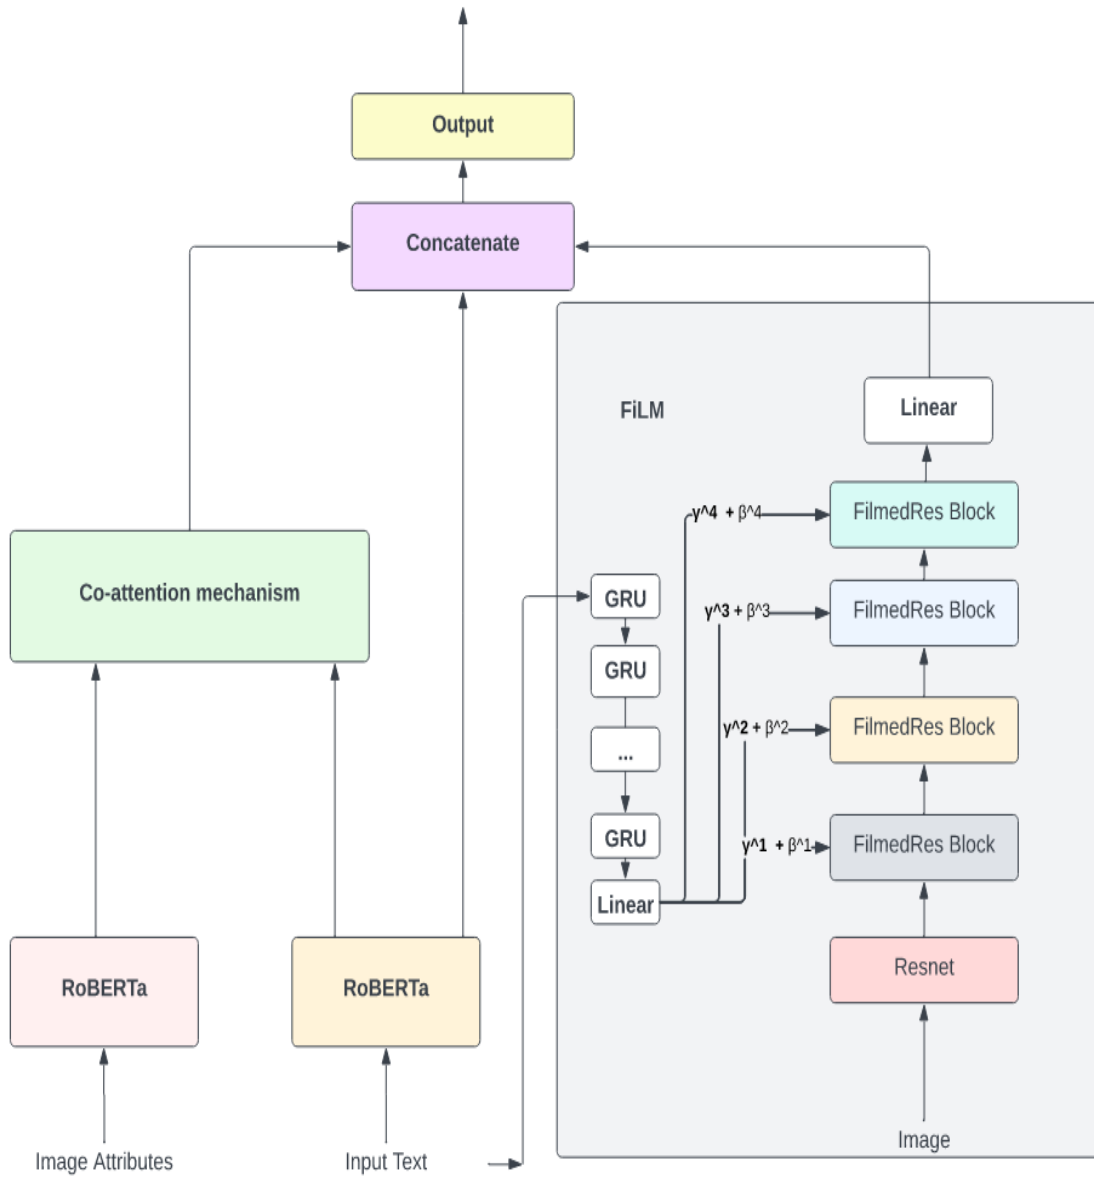 Output
Concatenate
FiLM
Linear
FilmedRes Block
γ^4 + β^4
Co-attention mechanism
GRU
FilmedRes Block
γ^3 + β^3
GRU
FilmedRes Block
γ^2 + β^2
...
GRU
FilmedRes Block
γ^1 + β^1
Linear
RoBERTa
RoBERTa
Resnet
Image Attributes
Input Text
Image